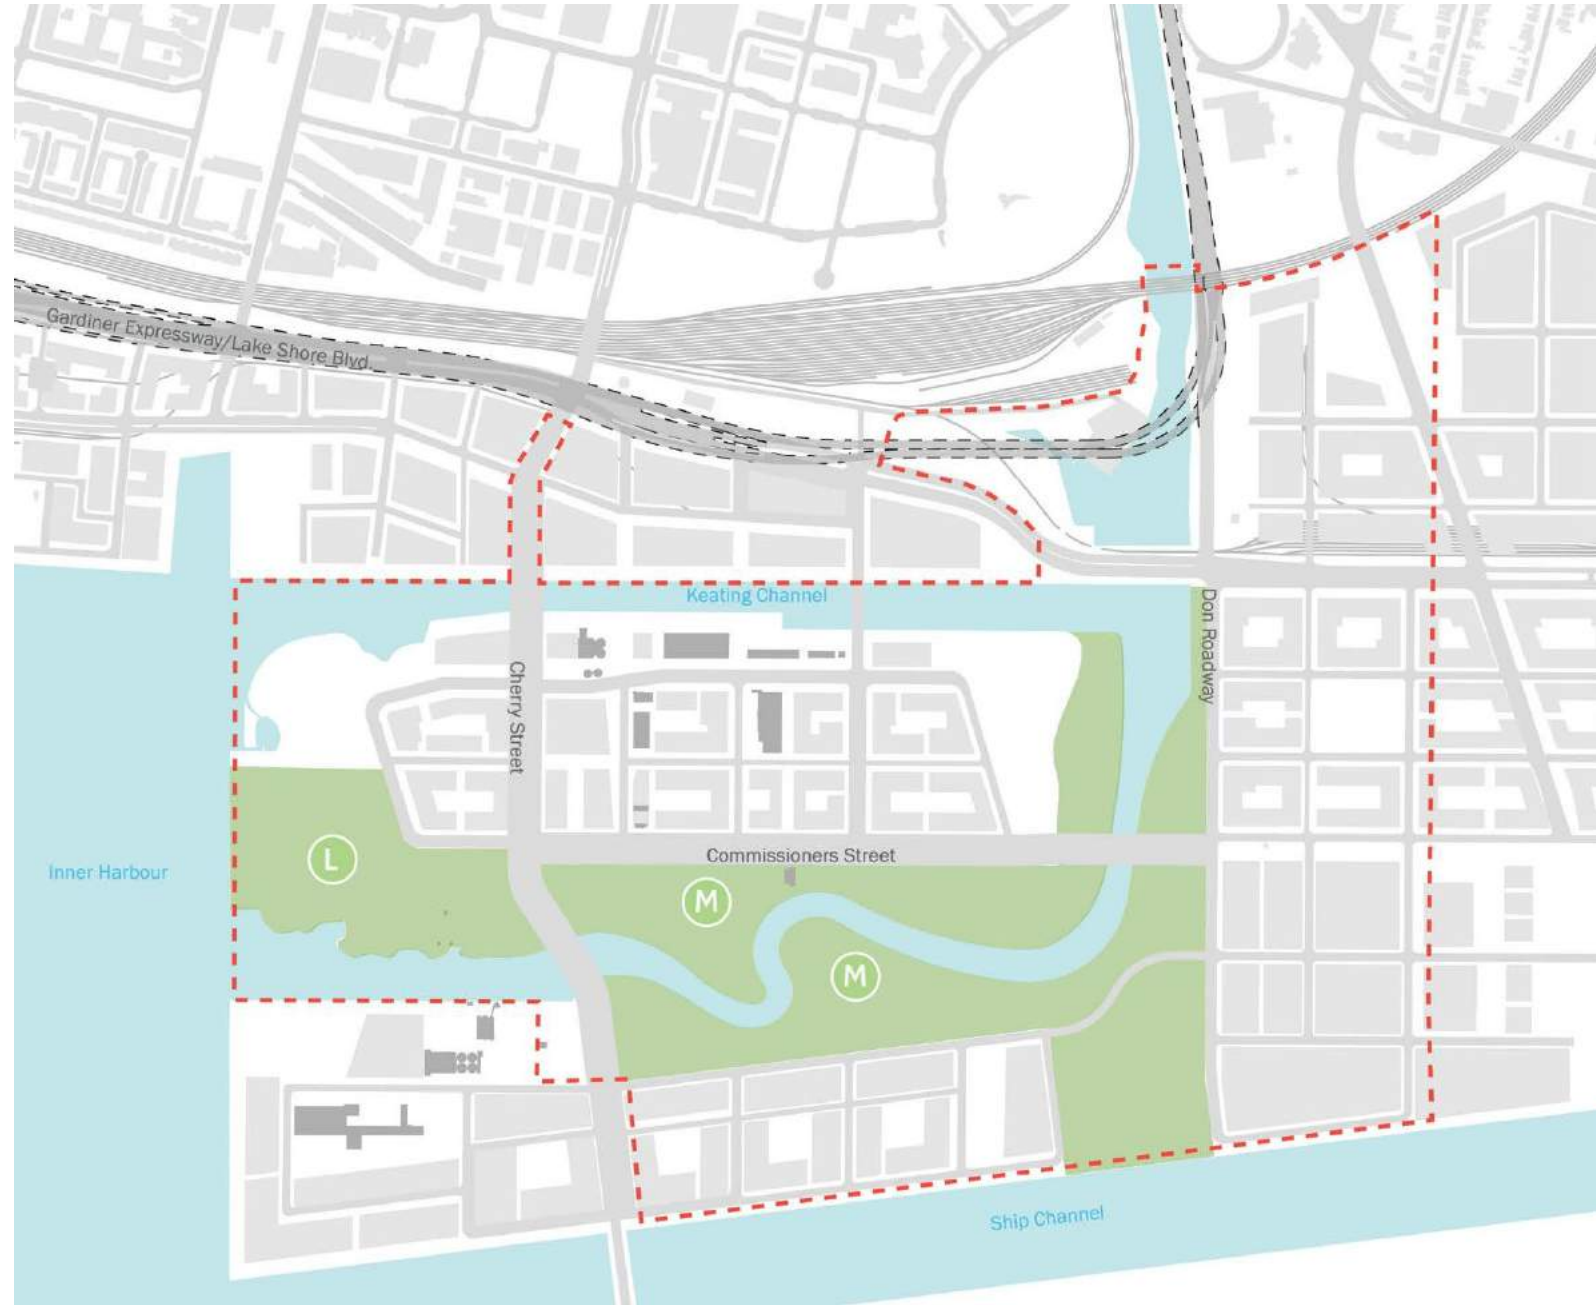 Gardiner Expressway/Lake Shore Blvd.
Keating Channel
Don Roadway
Cherry Street
Commissioners Street
L
Inner Harbour
M
M
Ship Channel